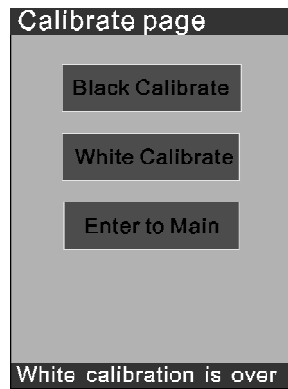 Calibrate page
Black Calibrate
White Calibrate
Enter to Main
White calibration is over